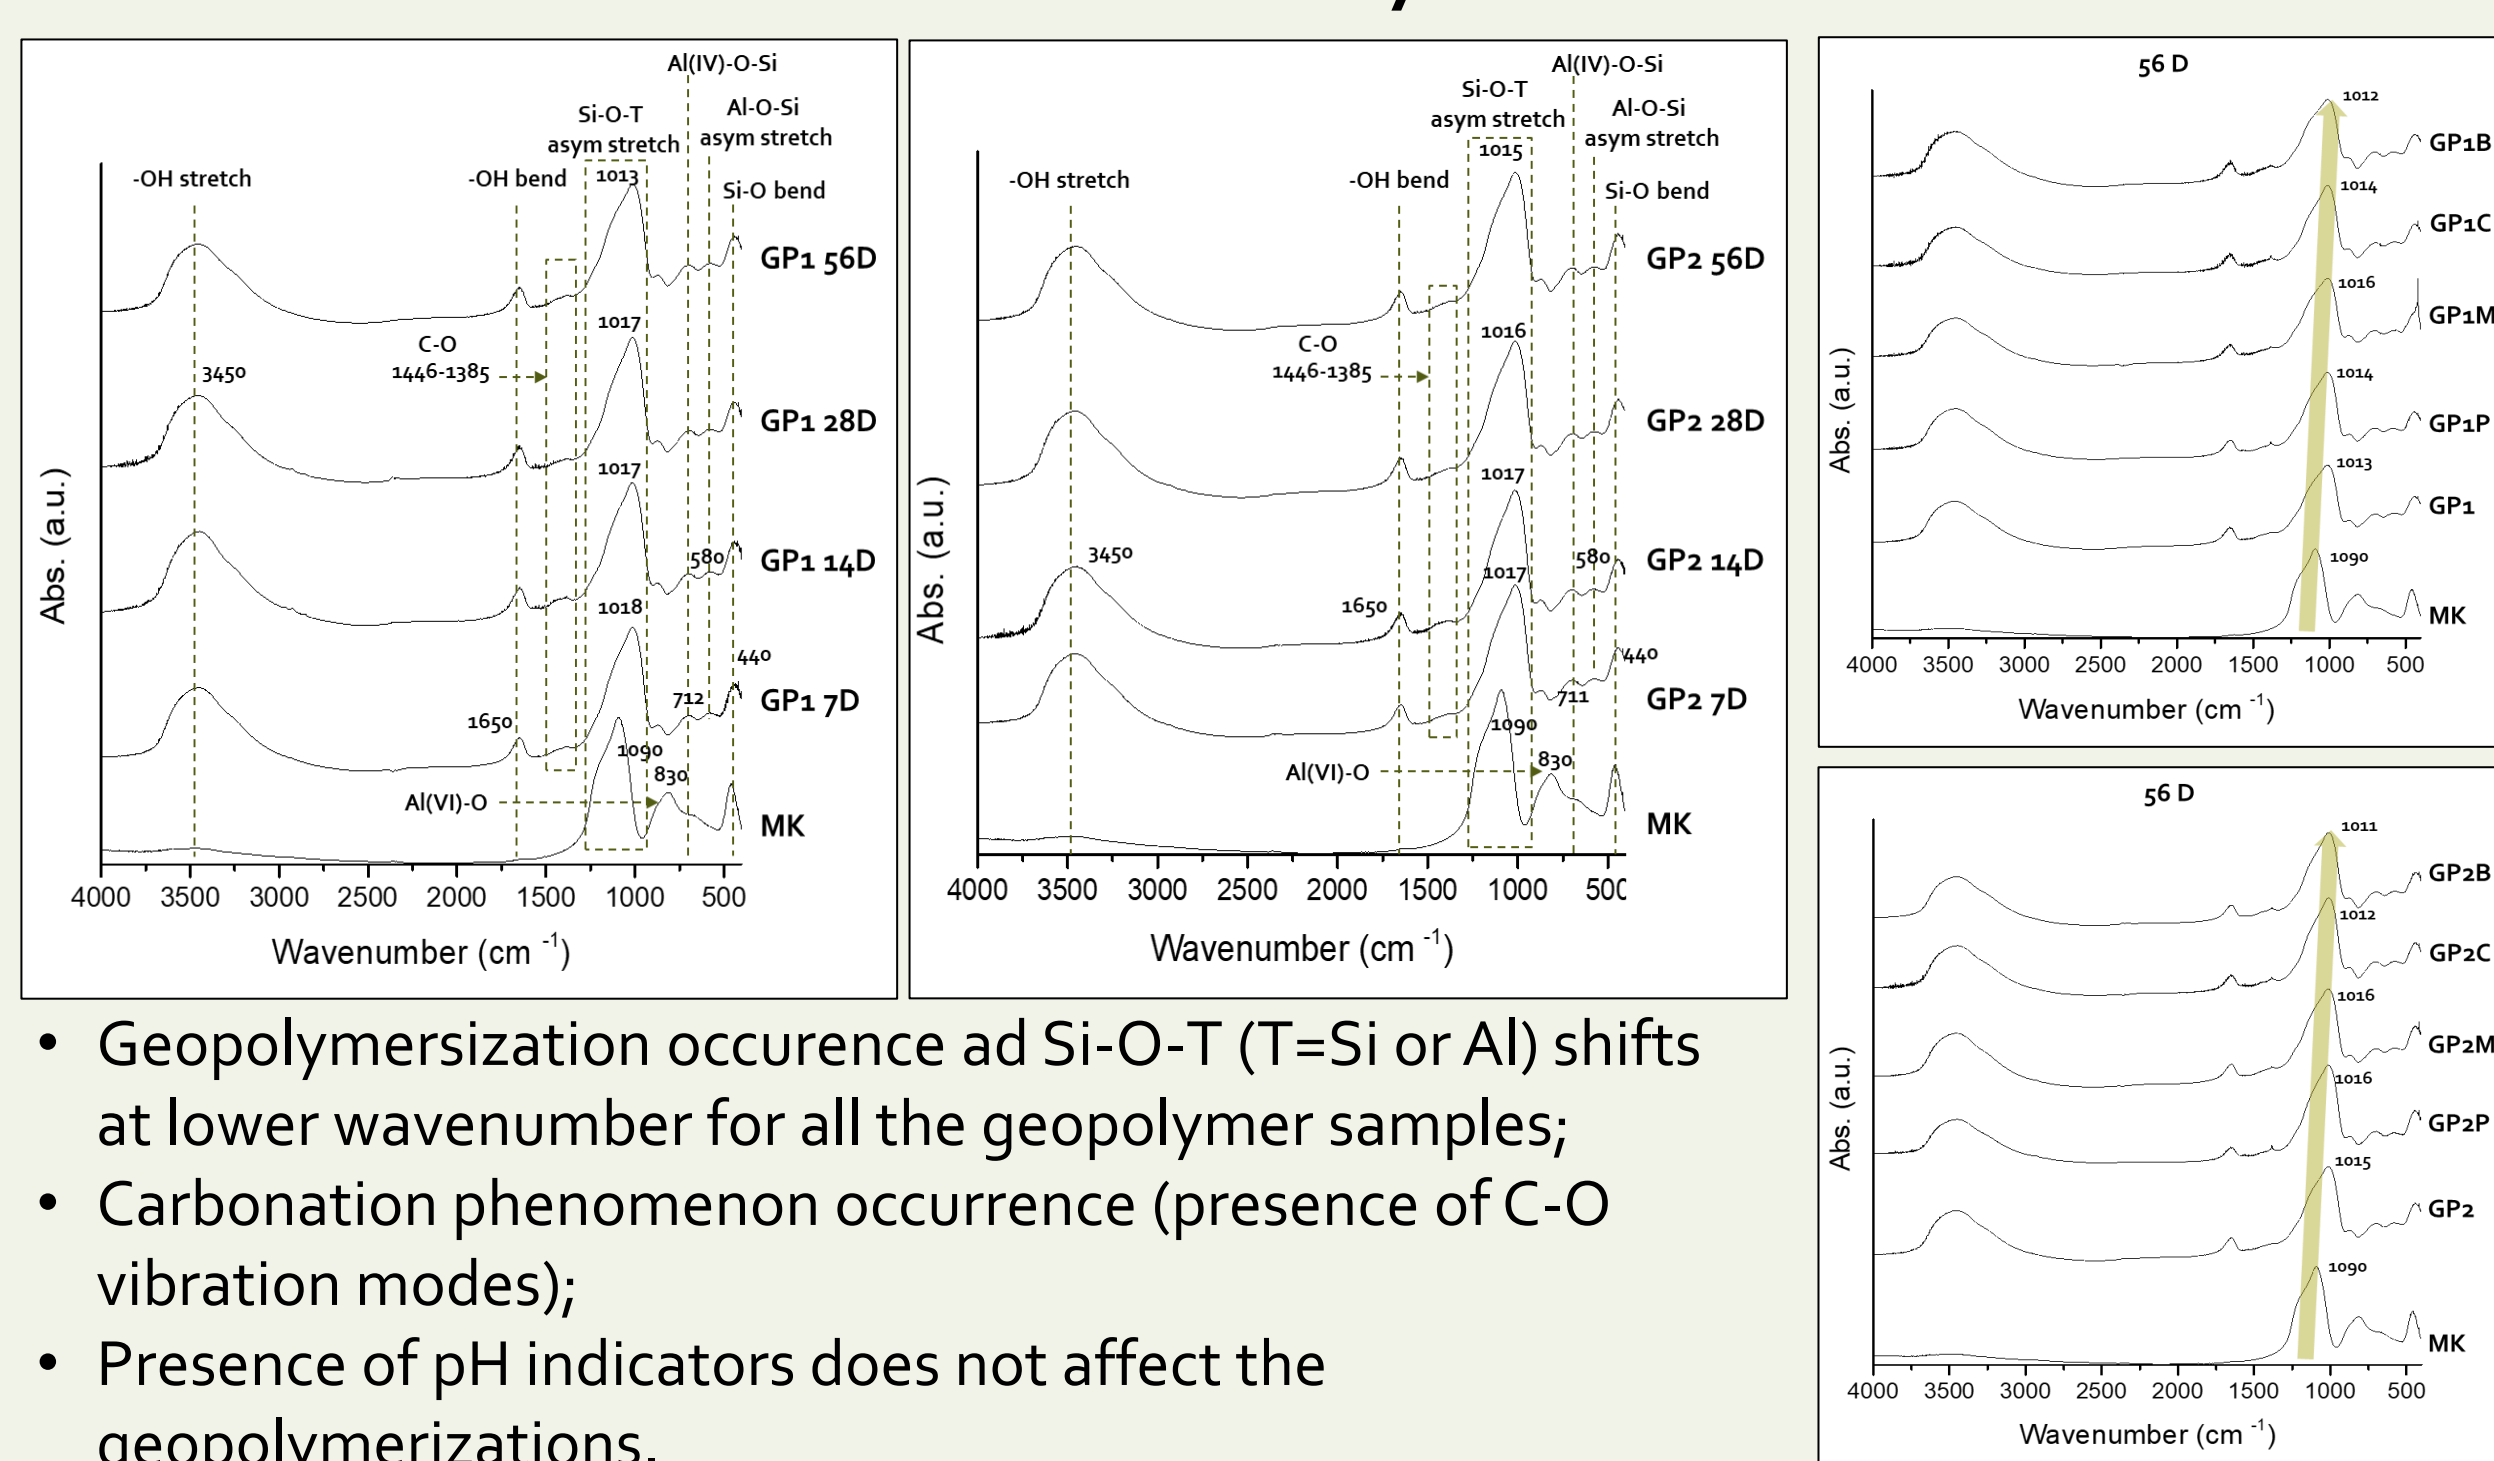 Al(IV)-O-Si
Si-O-T
asym stretch
Al-O-Si
asym stretch
-OH stretch
-OH bend
1013
Si-O bend
GP1 56D
C-O
1446-1385
1017
3450
GP1 28D
1017
580
GP1 14D
1018
440
712
GP1 7D
1650
1090
830
Al(VI)-O
MK
Abs. (a.u.)
4000 3500 3000 2500 2000 1500 1000 500
Wavenumber (cm -1)
Al(IV)-O-Si
Si-O-T
asym stretch
Al-O-Si
asym stretch
1015
-OH stretch
-OH bend
Si-O bend
GP2 56D
C-O
1446-1385
1016
GP2 28D
1017
3450
580
GP2 14D
1017
1650
440
711
GP2 7D
1090
830
Al(VI)-O
MK
Abs. (a.u.)
4000 3500 3000 2500 2000 1500 1000 500
Wavenumber (cm -1)
56 D
1012
GP1B
1014
GP1C
1016
GP1M
1014
GP1P
1013
GP1
1090
MK
Abs. (a.u.)
4000 3500 3000 2500 2000 1500 1000 500
Wavenumber (cm -1)
56 D
1011
GP2B
1012
GP2C
1016
GP2M
1016
GP2P
1015
GP2
1090
MK
Abs. (a.u.)
4000 3500 3000 2500 2000 1500 1000 500
Wavenumber (cm -1)
• Geopolymersization occurence ad Si-O-T (T=Si or Al) shifts
at lower wavenumber for all the geopolymer samples;
• Carbonation phenomenon occurrence (presence of C-O
vibration modes);
• Presence of pH indicators does not affect the
geopolymerizations.